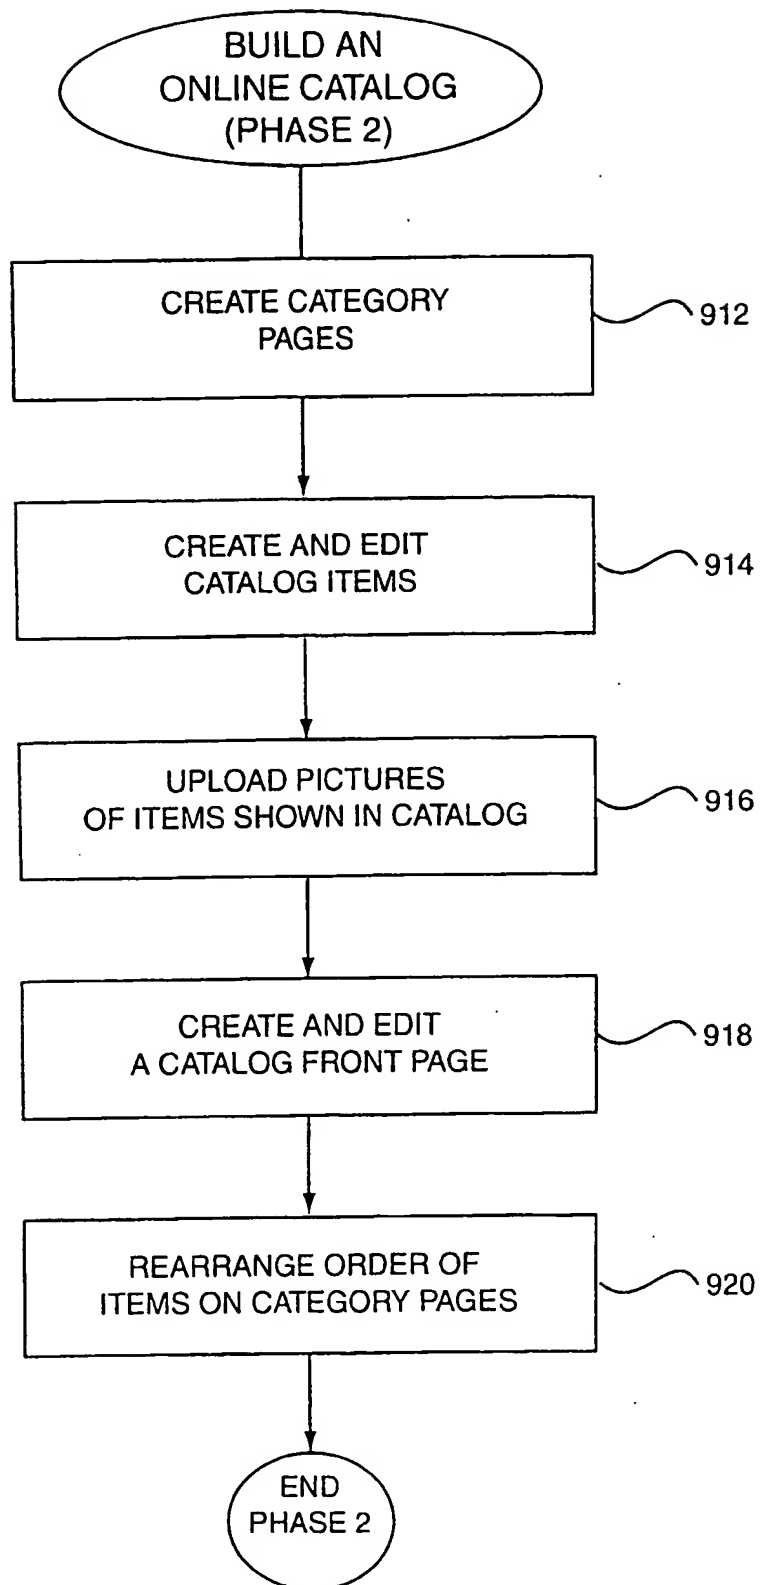 BUILD AN
ONLINE CATALOG
(PHASE 2)
CREATE CATEGORY
PAGES
912
CREATE AND EDIT
CATALOG ITEMS
914
UPLOAD PICTURES
OF ITEMS SHOWN IN CATALOG
916
CREATE AND EDIT
A CATALOG FRONT PAGE
918
REARRANGE ORDER OF
ITEMS ON CATEGORY PAGES
920
END
PHASE 2